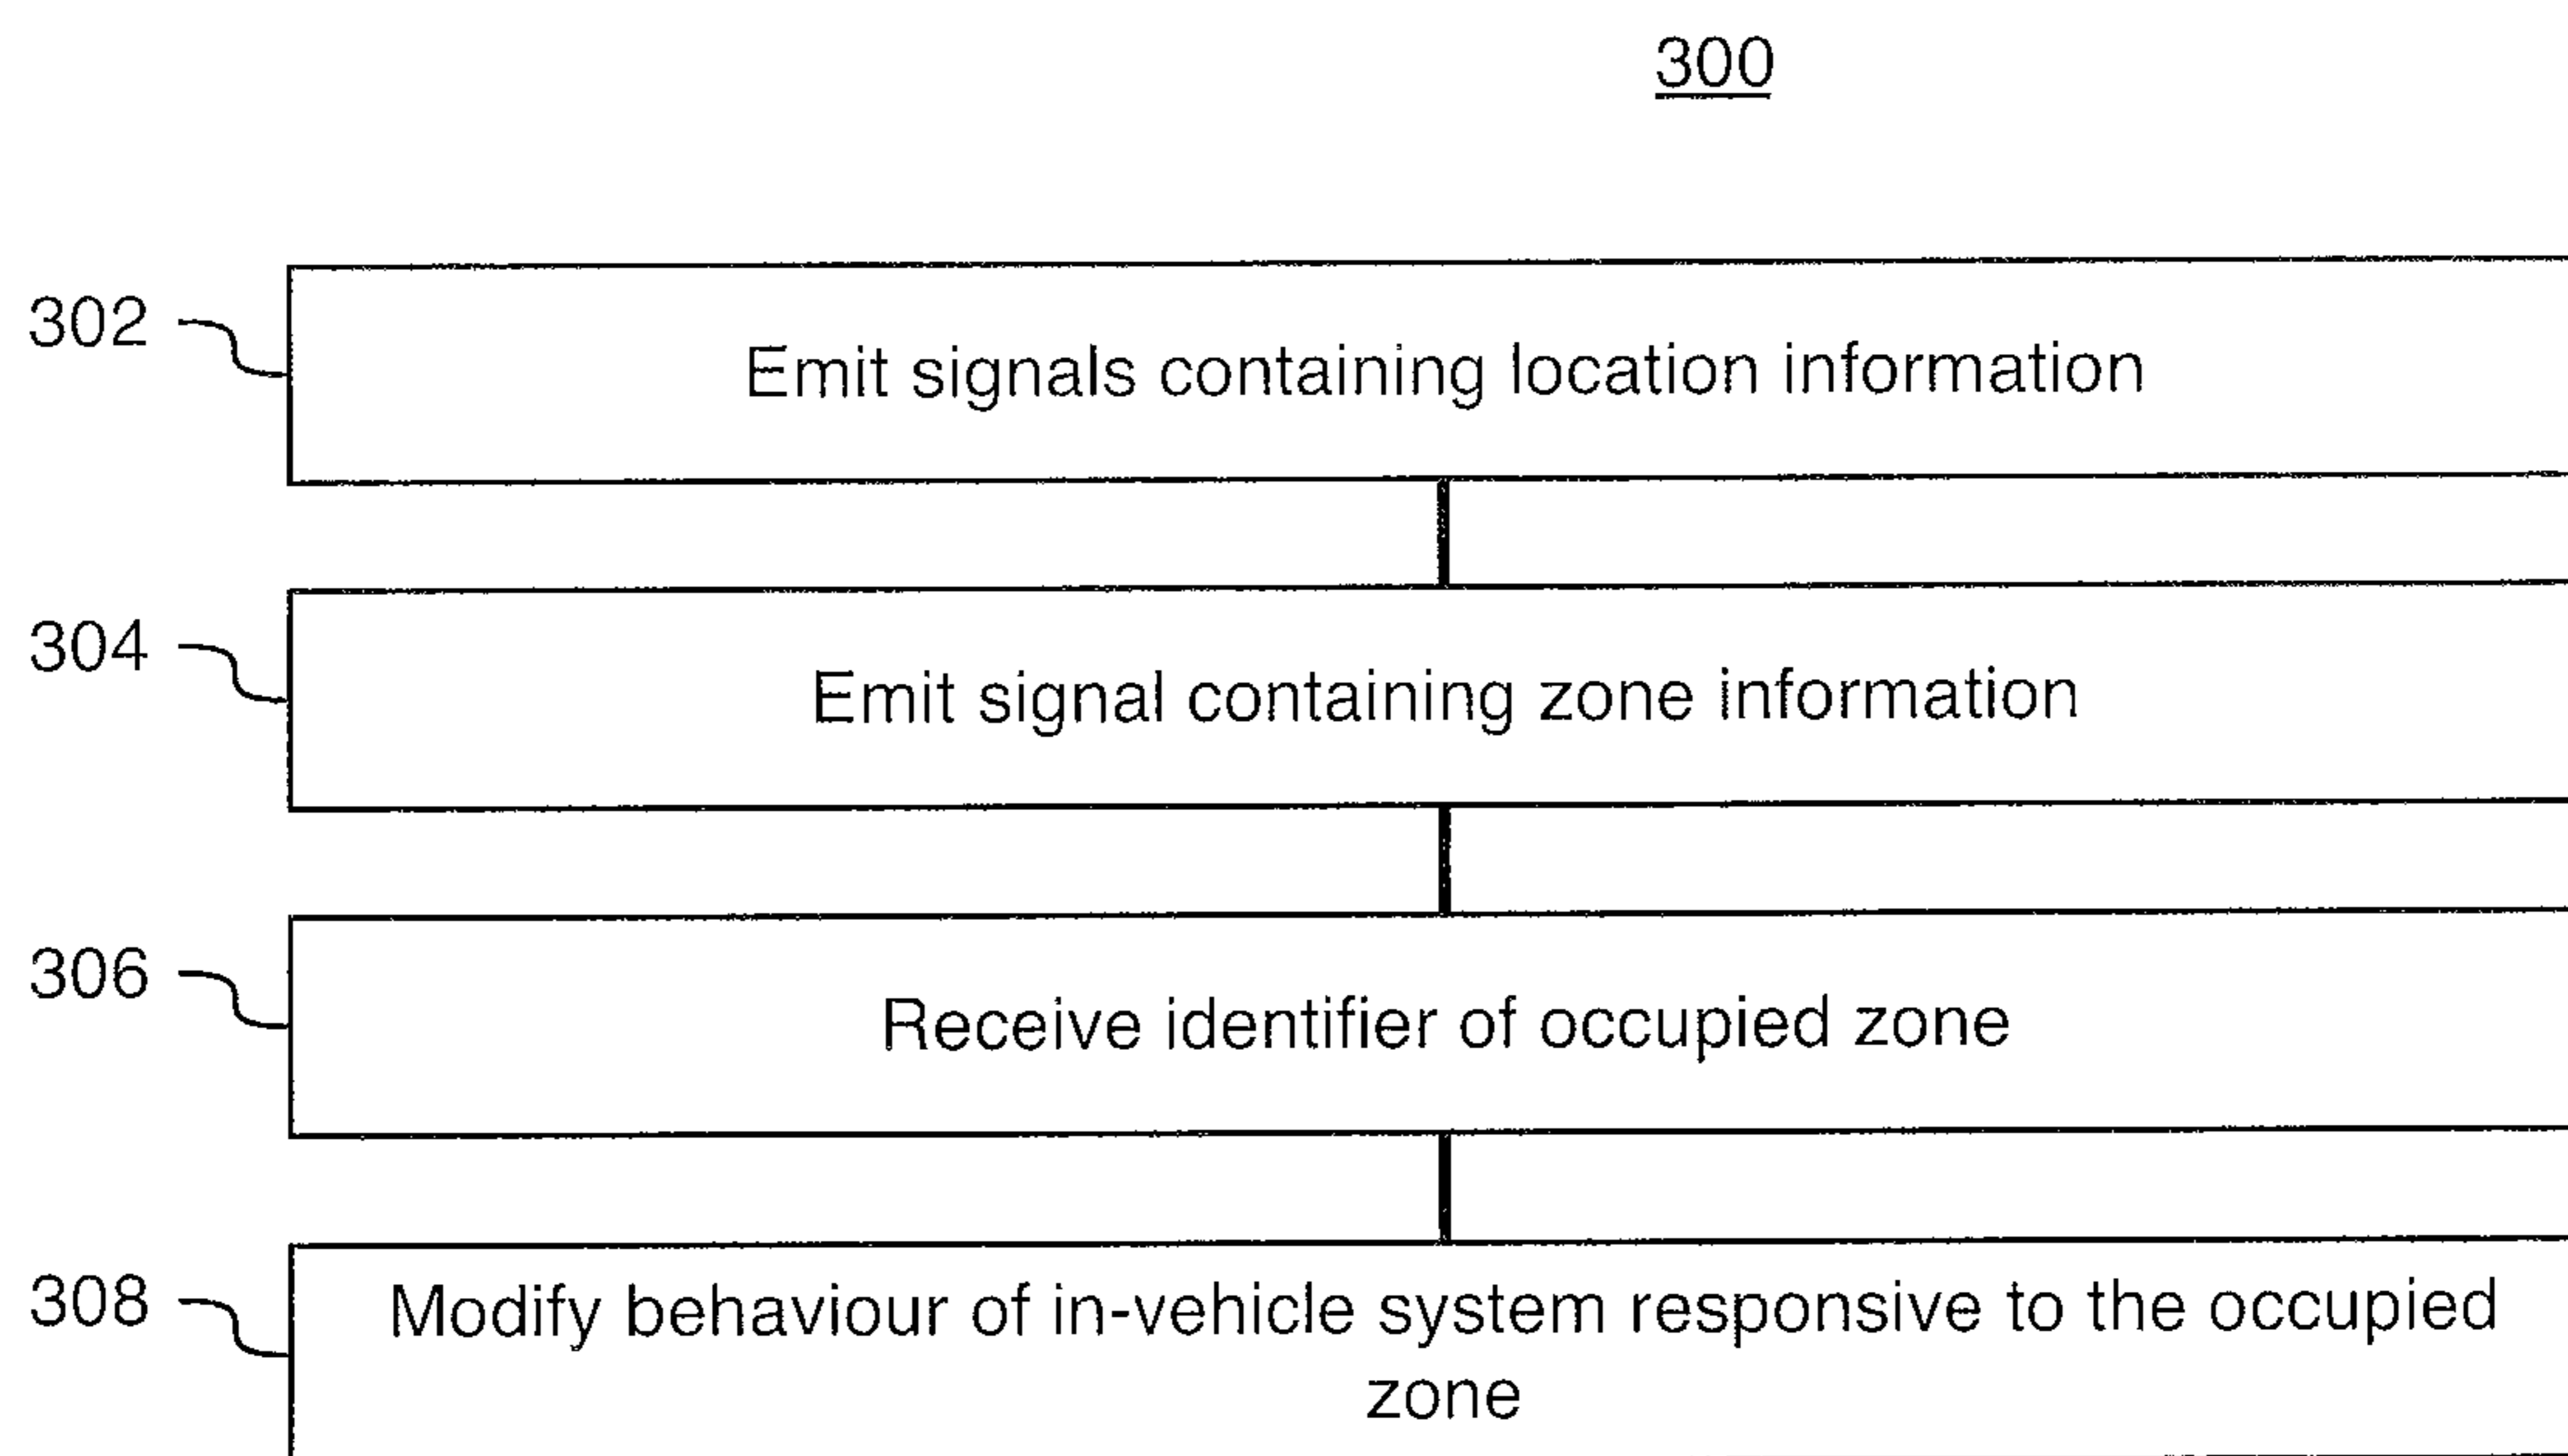 300
302
Emit signals containing location information
304
Emit signal containing zone information
306
Receive identifier of occupied zone
308
Modify behaviour of in-vehicle system responsive to the occupied
zone